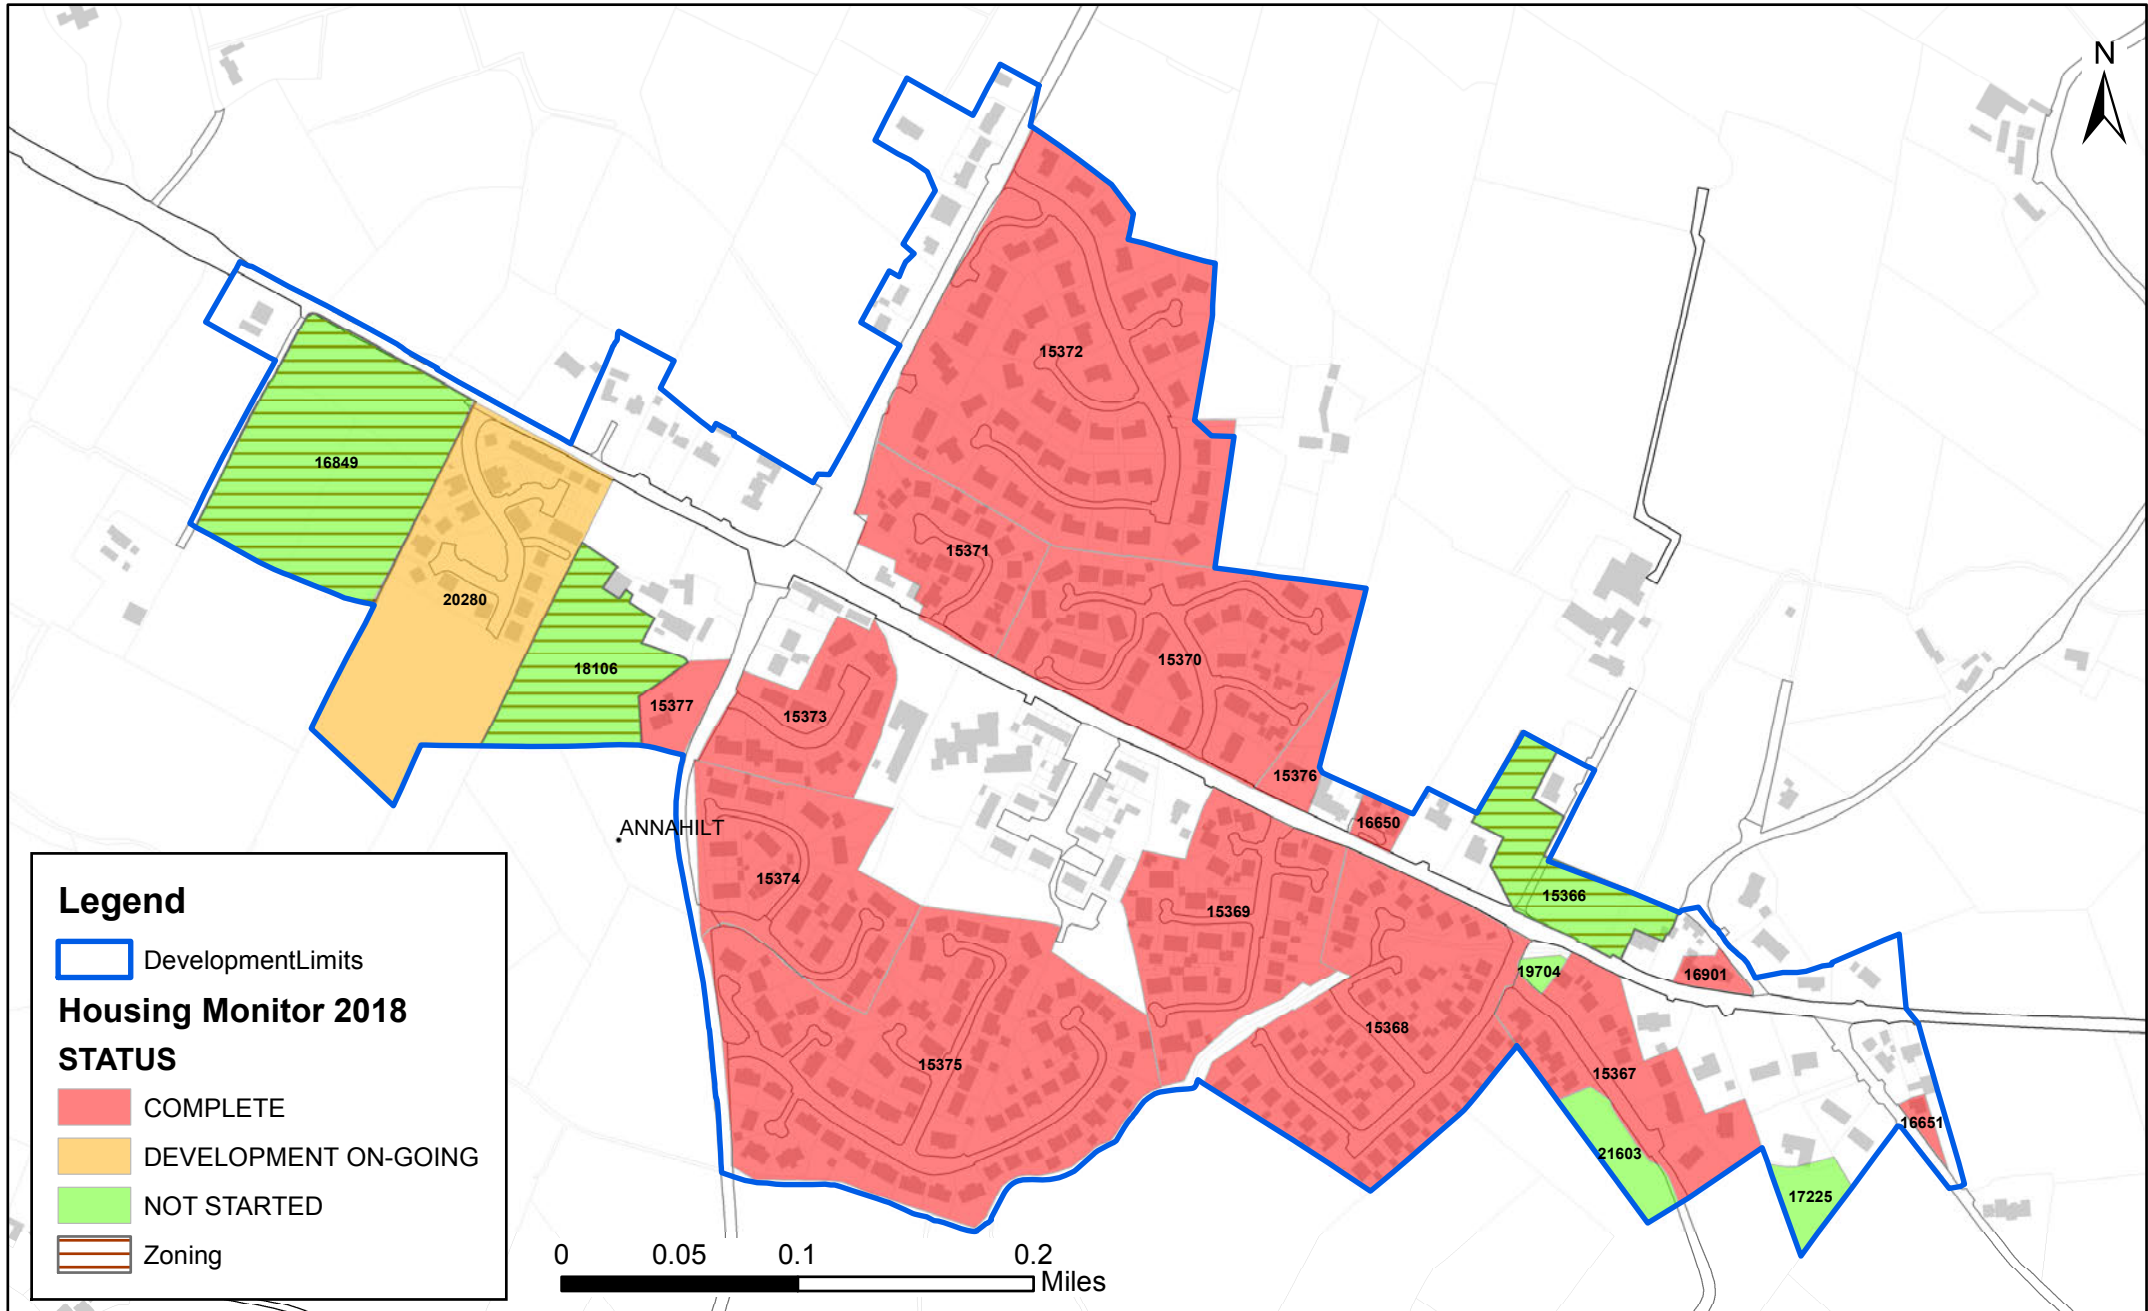 N
15372
16849
15371
20280
15370
18106
15377
15373
15376
16650
ANNAHILT
15374
15366
15369
19704
16901
15368
15375
15367
16651
21603
17225
Legend
DevelopmentLimits
Housing Monitor 2018
STATUS
COMPLETE
DEVELOPMENT ON-GOING
NOT STARTED
Zoning
0 0.05 0.1 0.2
Miles